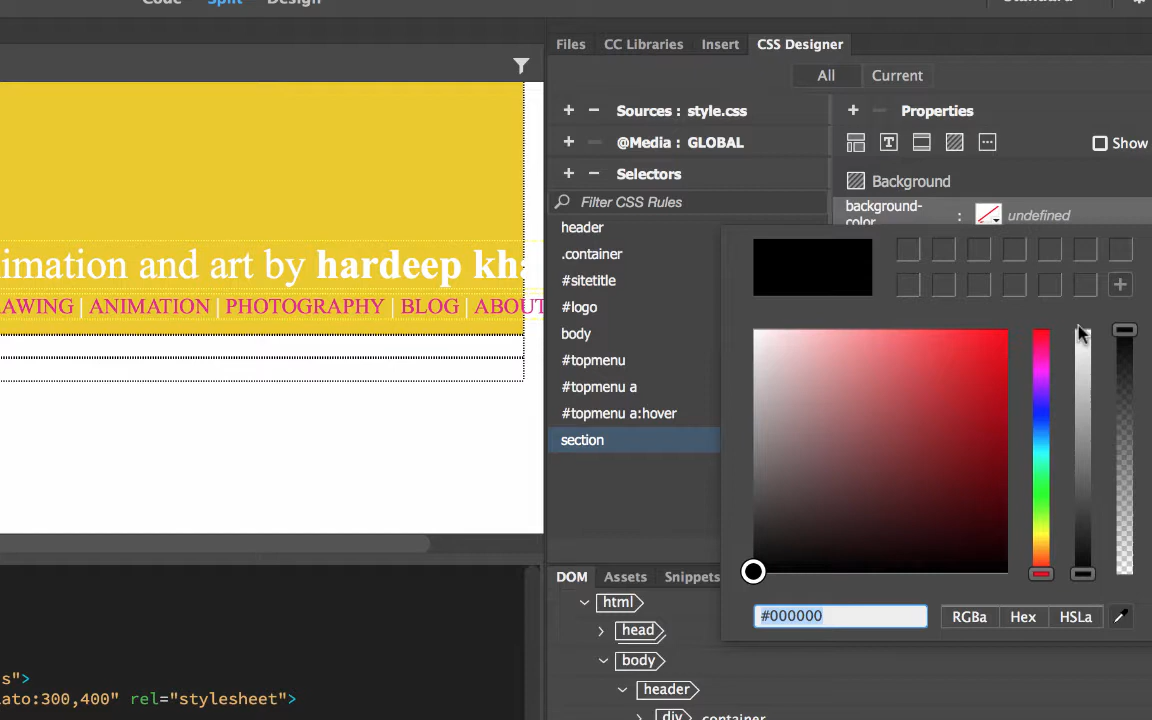 Code Split Design
Standard
Files CC Libraries Insert CSS Designer
All Current
+ − Sources : style.css
+ − @Media : GLOBAL
+ − Selectors
Filter CSS Rules
header
.container
#sitetitle
#logo
body
#topmenu
#topmenu a
#topmenu a:hover
section
+ − Properties
T
Show
Background
background-
color : undefined
imation and art by hardeep kha
AWING | ANIMATION | PHOTOGRAPHY | BLOG | ABOUT
+
#000000 RGBa Hex HSLa
DOM Assets Snippets
html
head
body
header
div .container
s">
ato:300,400" rel="stylesheet">